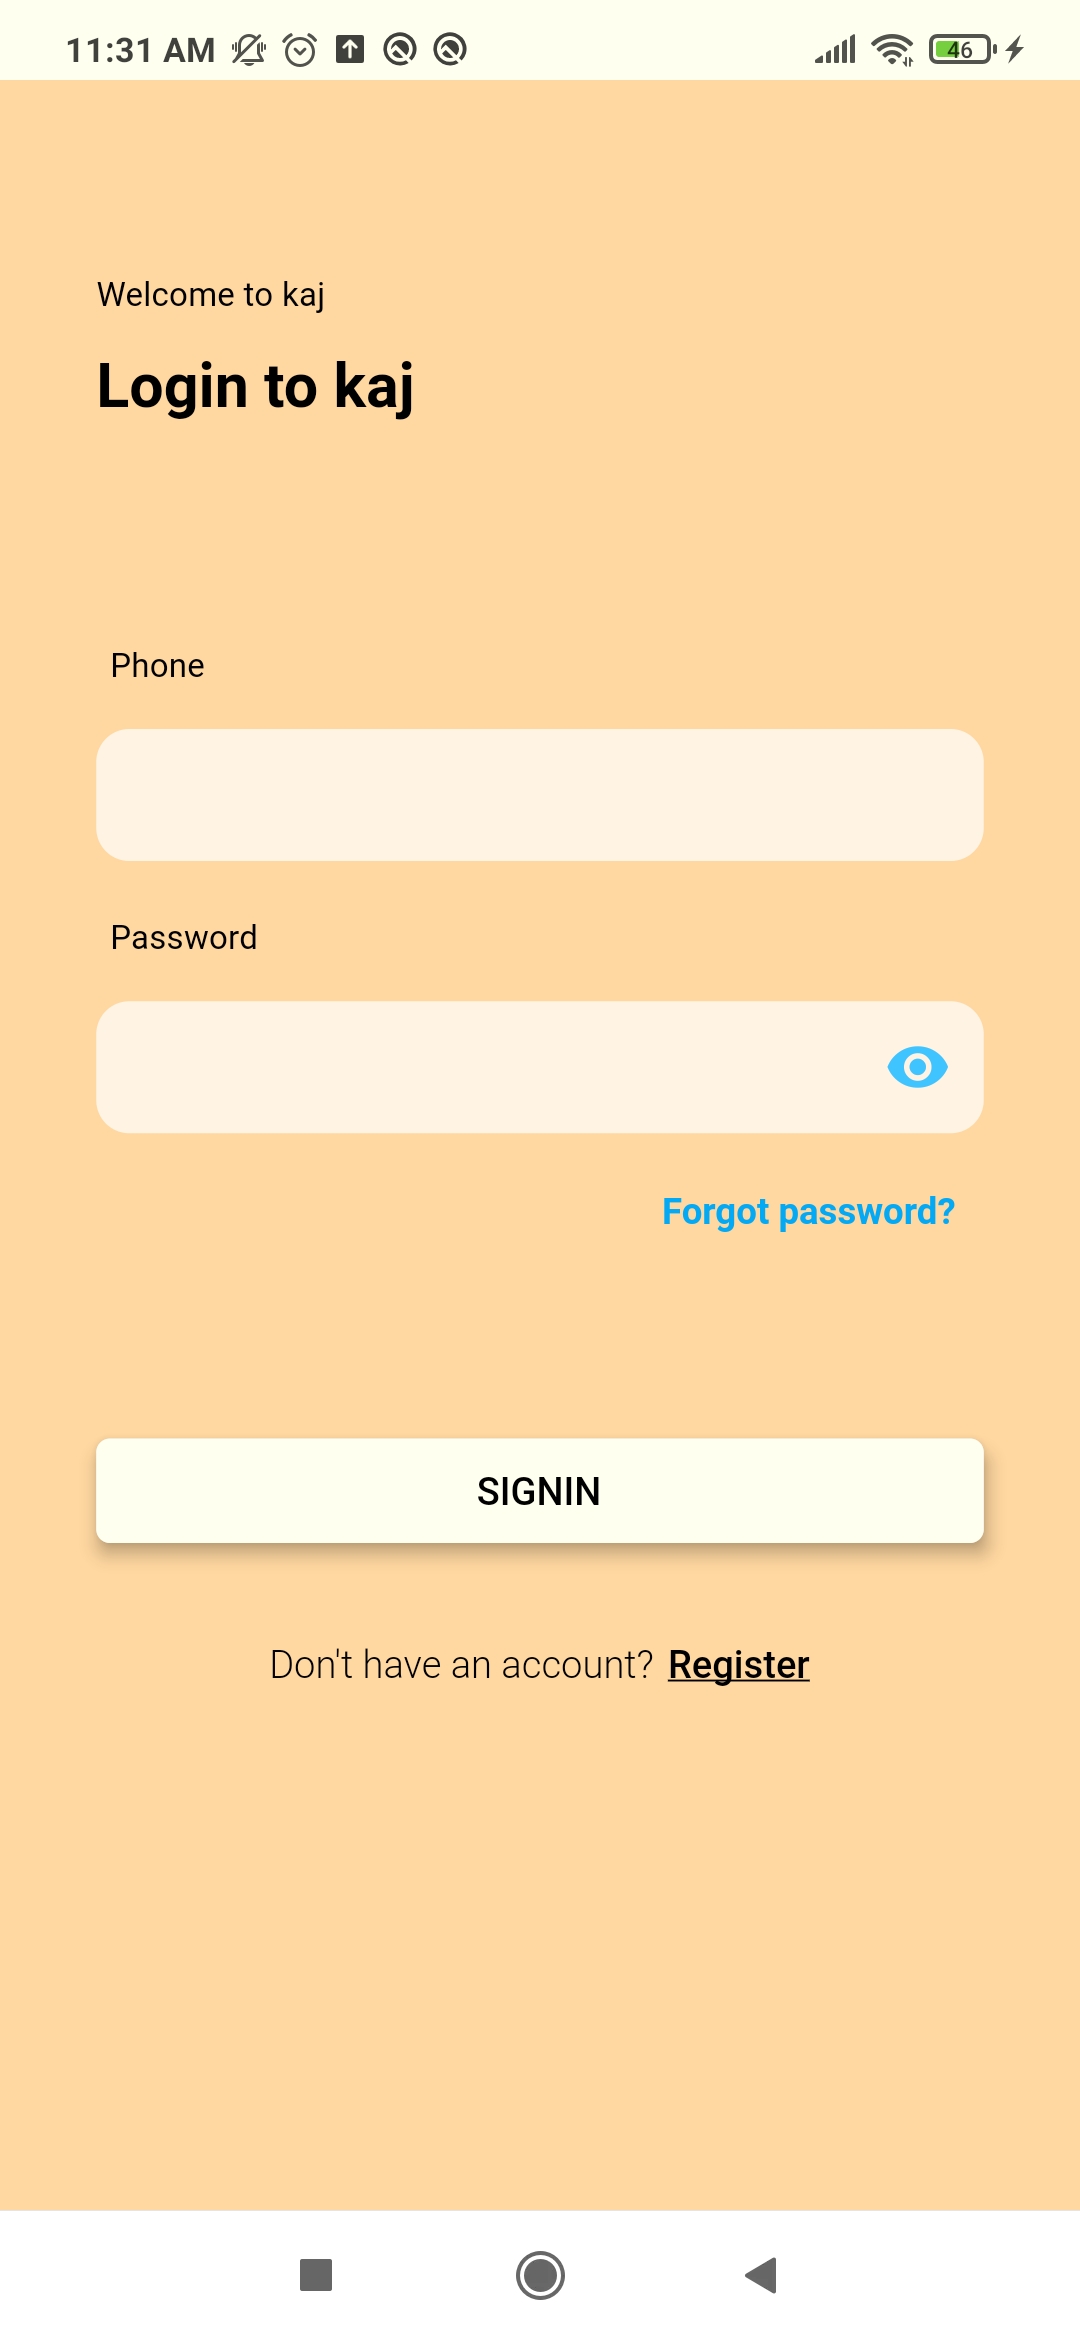 11:31 AM 46
Welcome to kaj
Login to kaj
Phone
Password
Forgot password?
SIGNIN
Don't have an account? Register